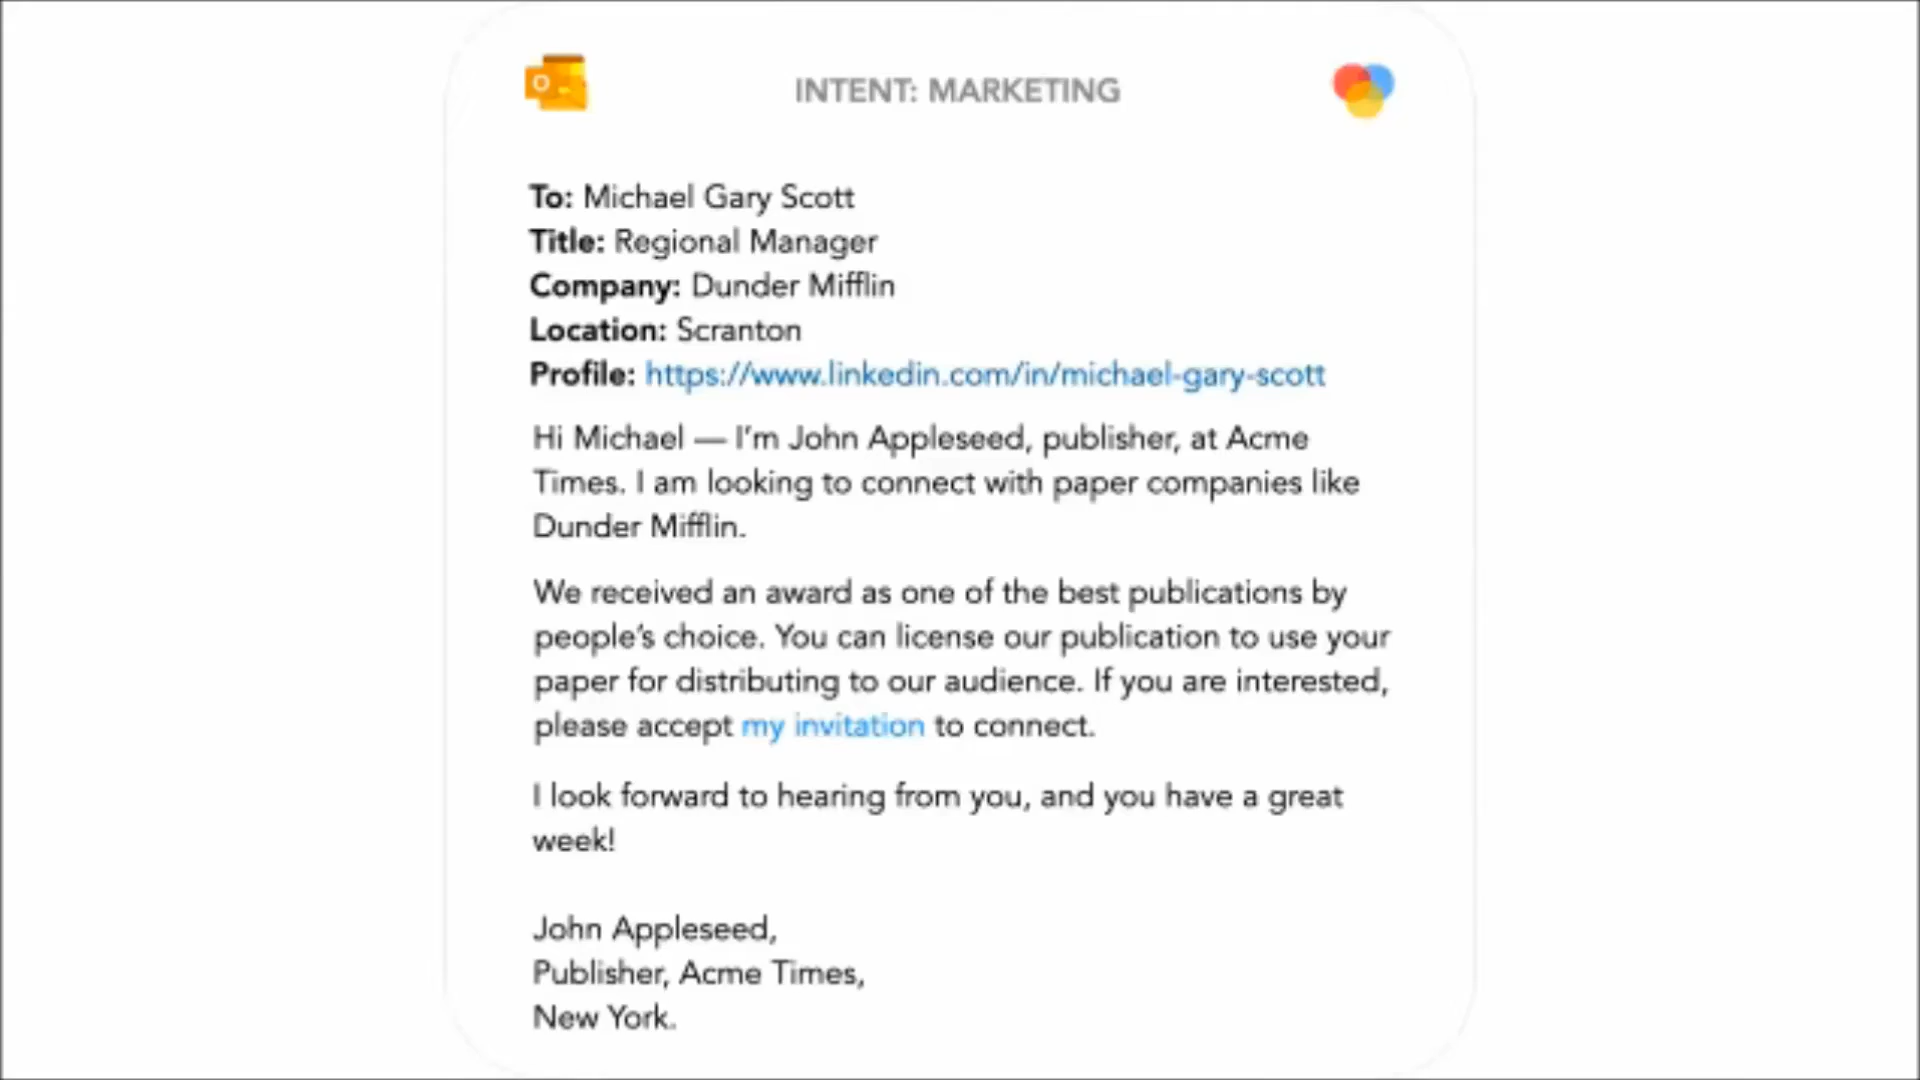 INTENT: MARKETING
To: Michael Gary Scott
Title: Regional Manager
Company: Dunder Mifflin
Location: Scranton
Profile: https://www.linkedin.com/in/michael-gary-scott
Hi Michael — I'm John Appleseed, publisher, at Acme
Times. I am looking to connect with paper companies like
Dunder Mifflin.
We received an award as one of the best publications by
people's choice. You can license our publication to use your
paper for distributing to our audience. If you are interested,
please accept my invitation to connect.
I look forward to hearing from you, and you have a great
week!
John Appleseed,
Publisher, Acme Times,
New York.